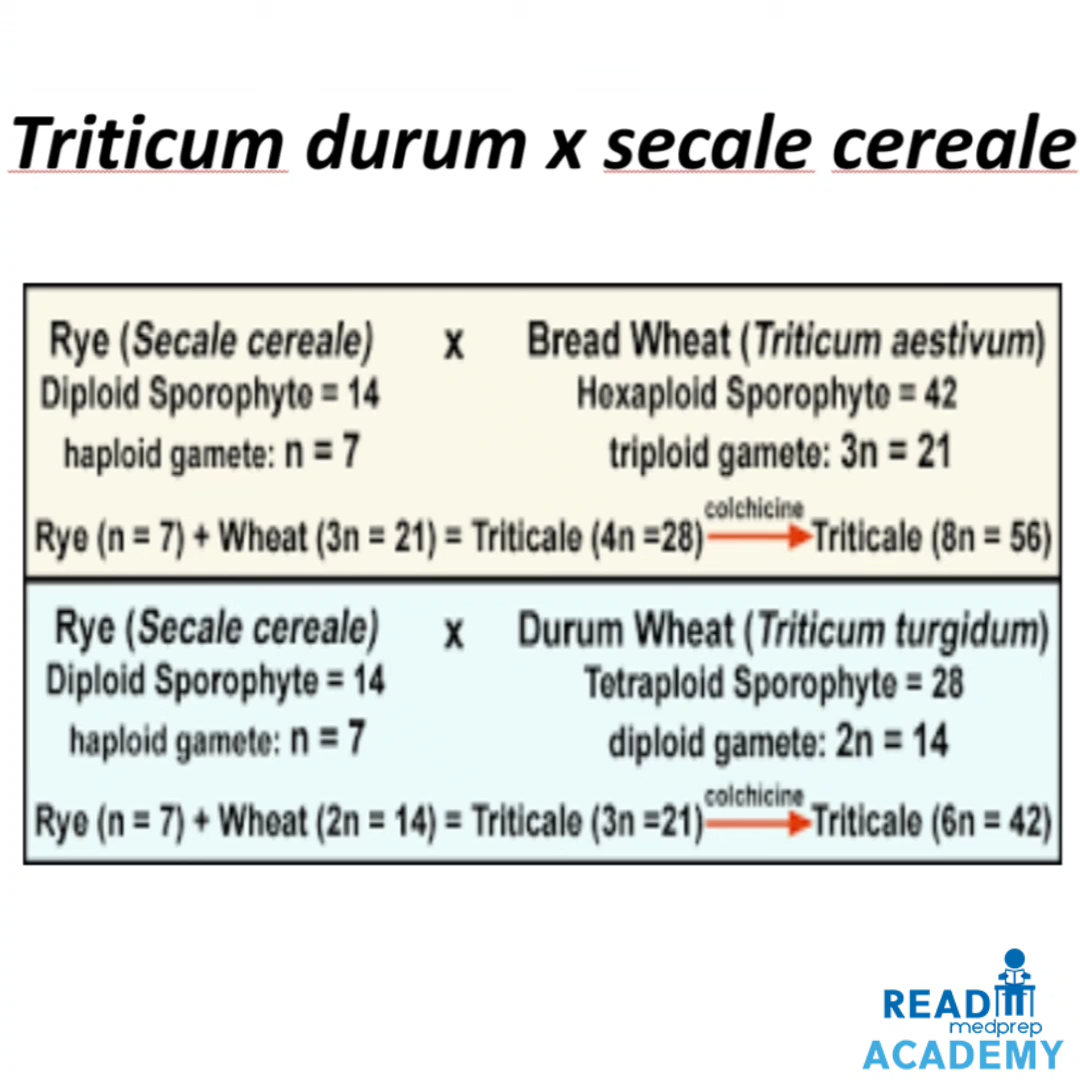 Triticum durum x secale cereale
Rye (Secale cereale) x Bread Wheat (Triticum aestivum)
Diploid Sporophyte = 14 Hexaploid Sporophyte = 42
haploid gamete: n = 7 triploid gamete: 3n = 21
colchicine
Rye (n = 7) + Wheat (3n = 21) = Triticale (4n =28) Triticale (8n = 56)
Rye (Secale cereale) x Durum Wheat (Triticum turgidum)
Diploid Sporophyte = 14 Tetraploid Sporophyte = 28
haploid gamete: n = 7 diploid gamete: 2n = 14
colchicine
Rye (n = 7) + Wheat (2n = 14) = Triticale (3n =21) Triticale (6n = 42)
READ
medprep
ACADEMY